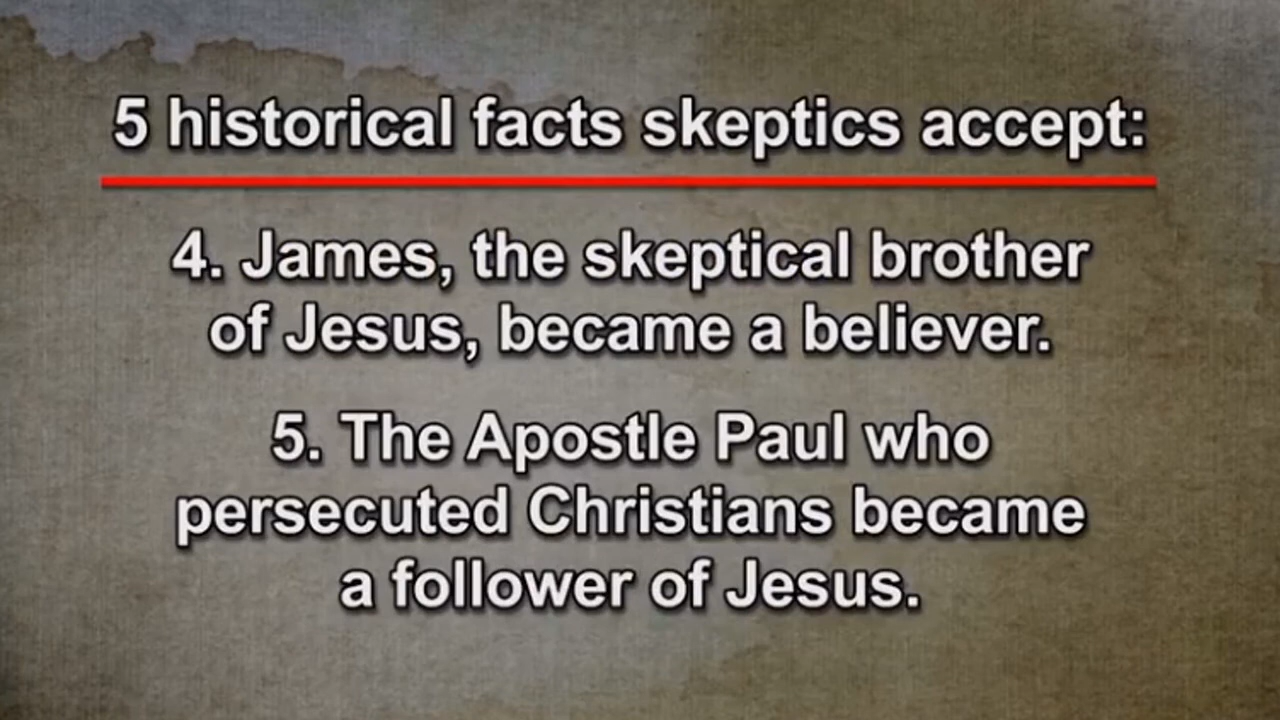 5 historical facts skeptics accept:
4. James, the skeptical brother
of Jesus, became a believer.
5. The Apostle Paul who
persecuted Christians became
a follower of Jesus.